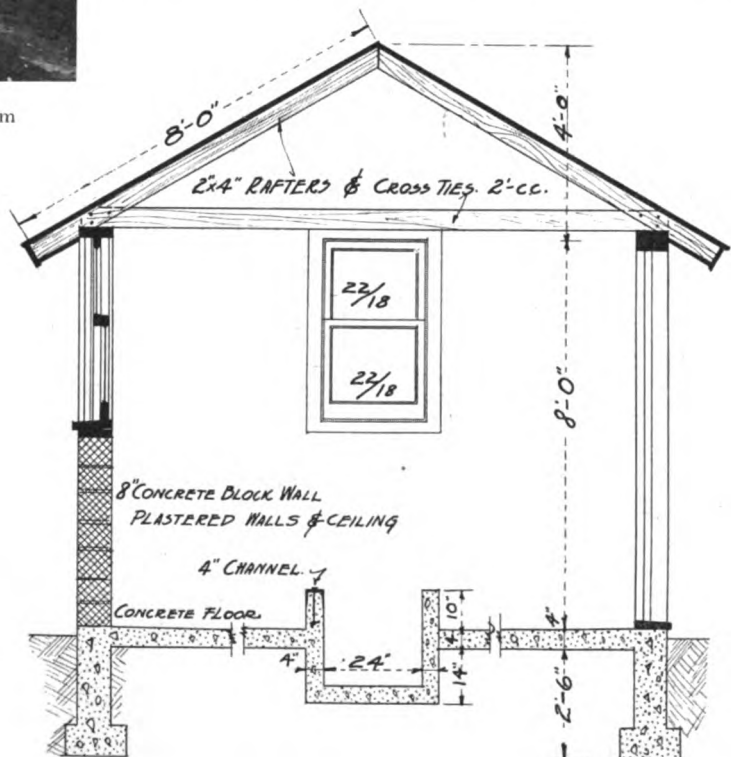 m
8'-0"
4'-0"
2"x4" RAFTERS & CROSS TIES. 2'-CC.
22/18
22/18
8'-0"
8" CONCRETE BLOCK WALL
PLASTERED WALLS & CEILING
4" CHANNEL.
10"
CONCRETE FLOOR
4"
4"
4"
24"
14"
2'-6"